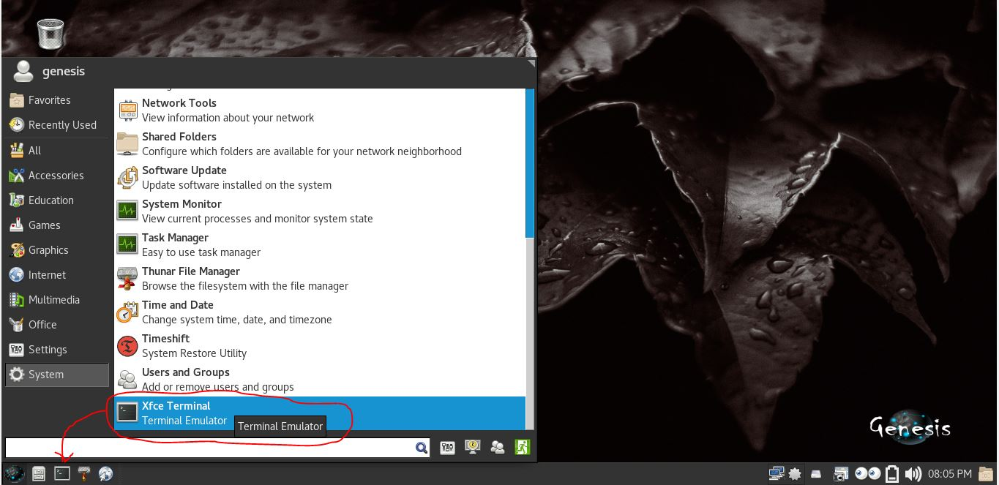 genesis
Favorites
Recently Used
All
Accessories
Education
Games
Graphics
Internet
Multimedia
Office
Settings
System
Network Tools
View information about your network
Shared Folders
Configure which folders are available for your network neighborhood
Software Update
Update software installed on the system
System Monitor
View current processes and monitor system state
Task Manager
Easy to use task manager
Thunar File Manager
Browse the filesystem with the file manager
Time and Date
Change system time, date, and timezone
Timeshift
System Restore Utility
Users and Groups
Add or remove users and groups
Xfce Terminal
Terminal Emulator
Terminal Emulator
Genesis
08:05 PM